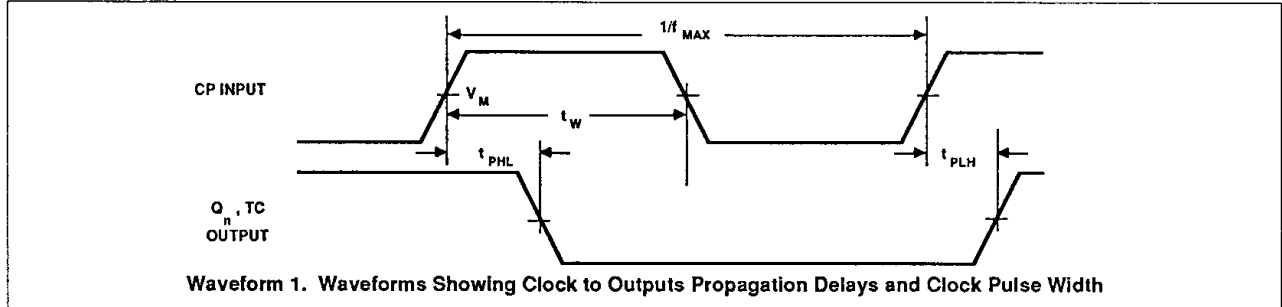 1/f MAX
CP INPUT
V M
t W
t PHL
t PLH
Q n , TC
OUTPUT
Waveform 1. Waveforms Showing Clock to Outputs Propagation Delays and Clock Pulse Width